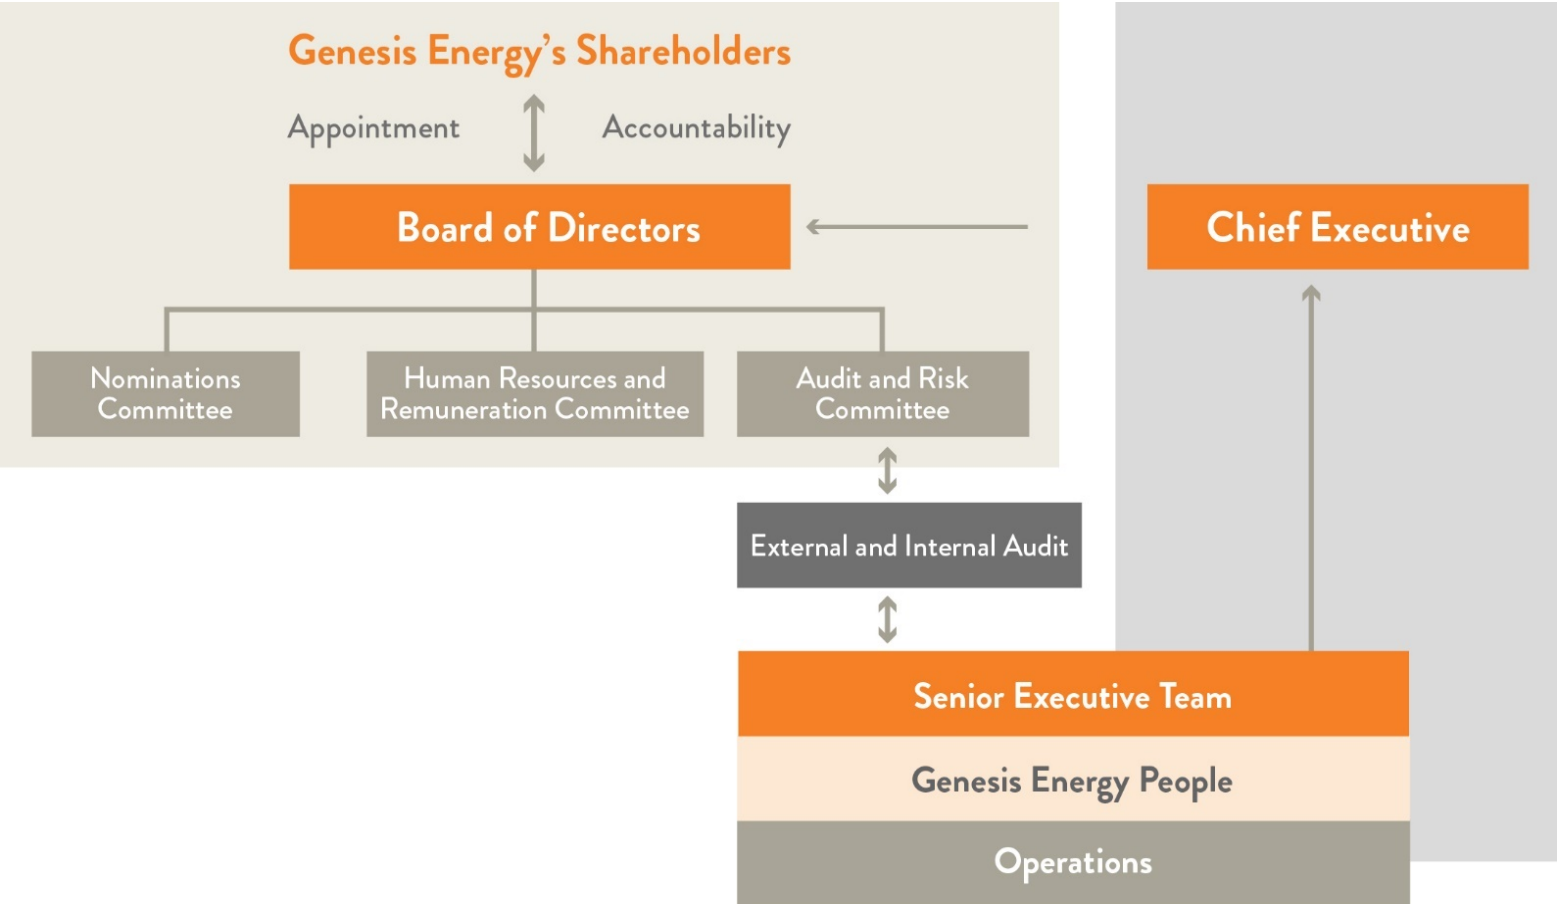 Genesis Energy’s Shareholders
Appointment
Accountability
Board of Directors
Chief Executive
Nominations
Committee
Human Resources and
Remuneration Committee
Audit and Risk
Committee
External and Internal Audit
Senior Executive Team
Genesis Energy People
Operations